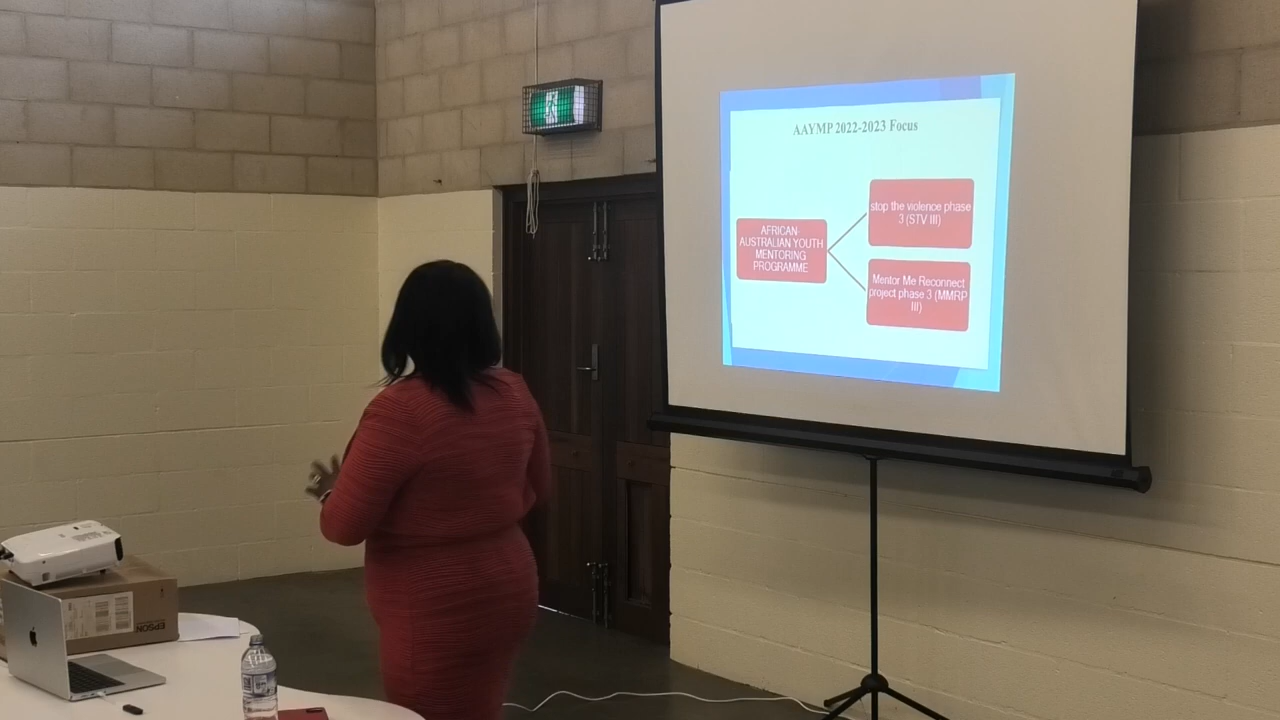 AAYMP 2022-2023 Focus
AFRICAN
AUSTRALIAN YOUTH
MENTORING
PROGRAMME
stop the violence phase
3 (STV III)
Mentor Me Reconnect
project phase 3 (MMRP
III)
EPSON